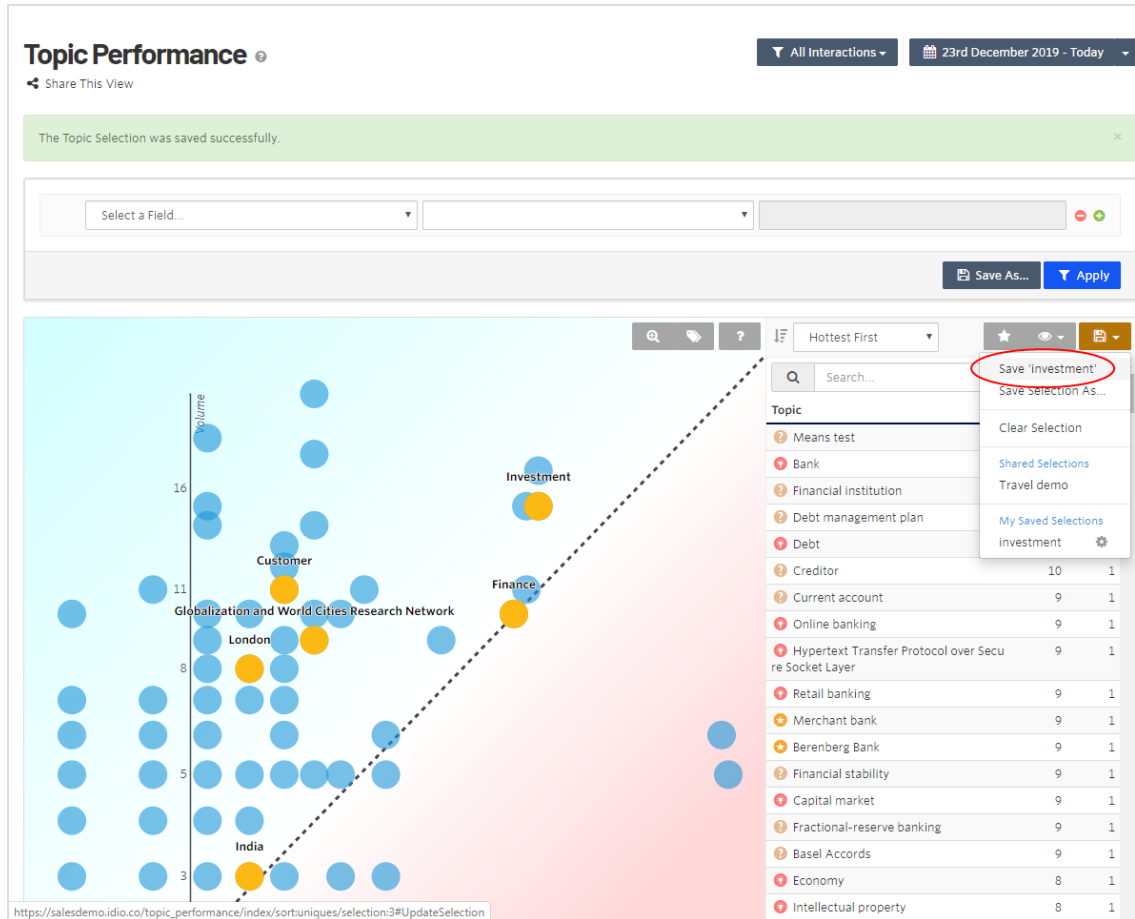 Topic Performance
All Interactions
23rd December 2019 - Today
Share This View
The Topic Selection was saved successfully.
×
Select a Field...
Save As...
Apply
?
Hottest First
Search...
Save 'investment'
Save Selection As...
Clear Selection
Shared Selections
Travel demo
My Saved Selections
investment
Topic
Means test
Bank
Financial institution
Debt management plan
Debt
Creditor 10 1
Current account 9 1
Online banking 9 1
Hypertext Transfer Protocol over Secu 9 1
re Socket Layer
Retail banking 9 1
Merchant bank 9 1
Berenberg Bank 9 1
Financial stability 9 1
Capital market 9 1
Fractional-reserve banking 9 1
Basel Accords 9 1
Economy 8 1
Intellectual property 8 1
Volume
16
11
8
5
3
Investment
Customer
Finance
Globalization and World Cities Research Network
London
India
https://salesdemo.idio.co/topic_performance/index/sort:uniques/selection:3#UpdateSelection